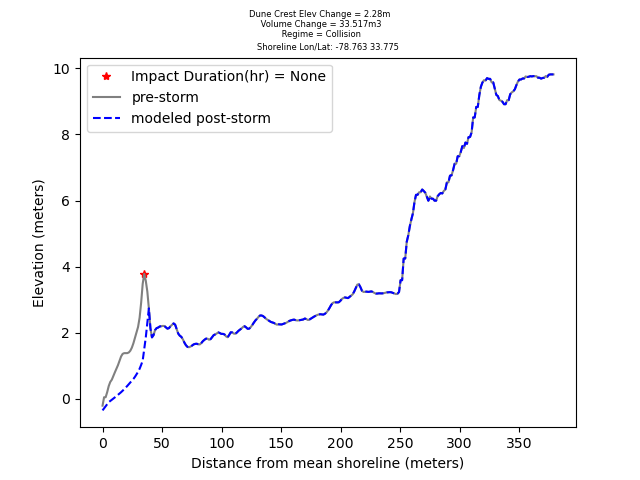 Dune Crest Elev Change = 2.28m
Volume Change = 33.517m3
Regime = Collision
Shoreline Lon/Lat: -78.763 33.775
Impact Duration(hr) = None
pre-storm
modeled post-storm
10
8
6
4
2
0
Elevation (meters)
0 50 100 150 200 250 300 350
Distance from mean shoreline (meters)